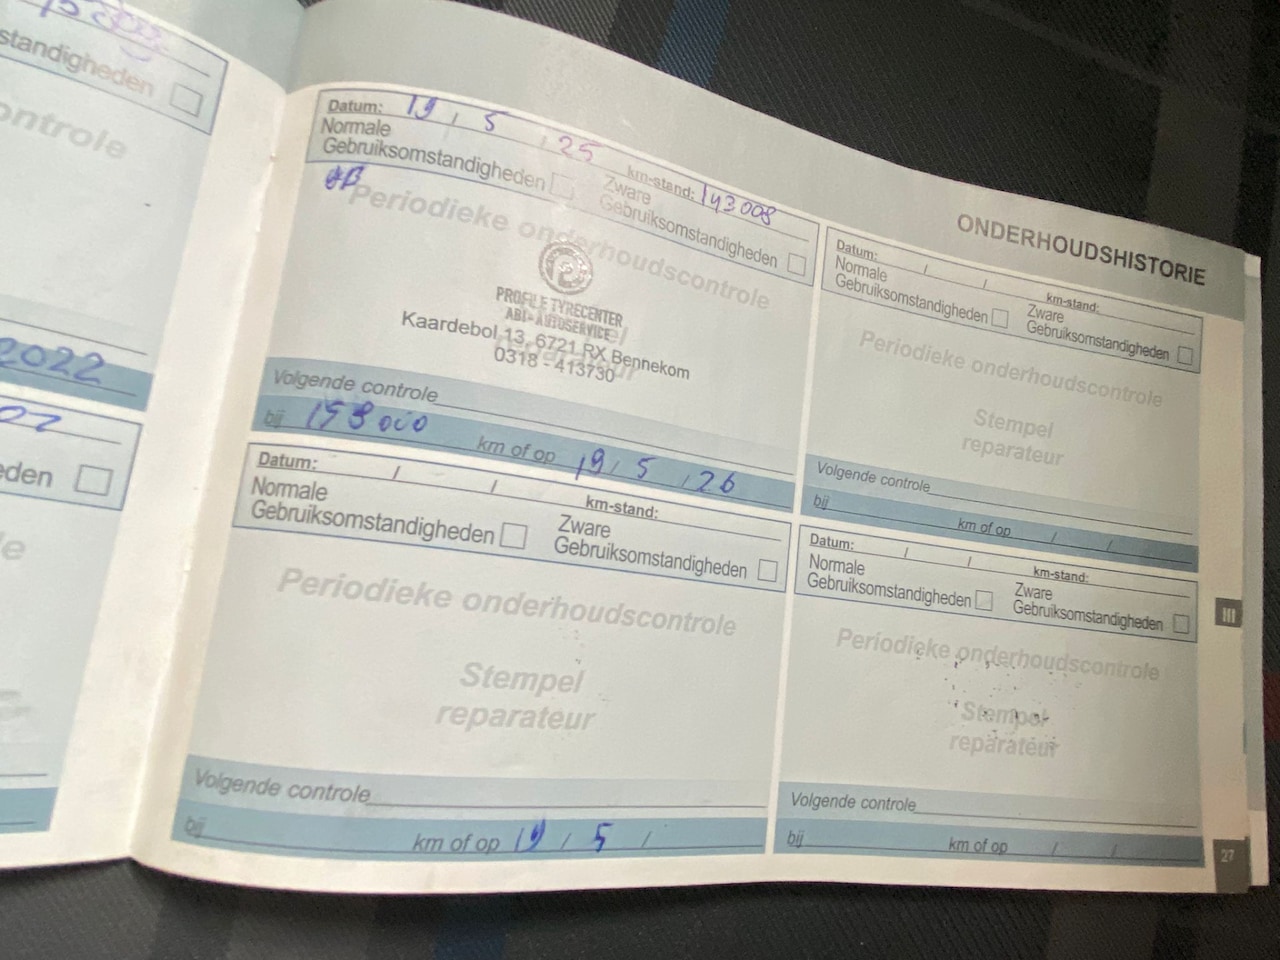 standigheden
ontrole
2022
eden
ONDERHOUDSHISTORIE
Datum: 19 / 5 / 25 km-stand: 143008
Normale Gebruiksomstandigheden
Zware Gebruiksomstandigheden
Periodieke onderhoudscontrole
PROFILE TYRECENTER
ABI-AUTOSERVICE
Kaardebol 13, 6721 RX Bennekom
0318 - 413730
Volgende controle
bij 158000 km of op 19 / 5 / 26
Datum: / / km-stand:
Normale Gebruiksomstandigheden
Zware Gebruiksomstandigheden
Periodieke onderhoudscontrole
Stempel
reparateur
Volgende controle
bij km of op / /
Datum: / / km-stand:
Normale Gebruiksomstandigheden
Zware Gebruiksomstandigheden
Periodieke onderhoudscontrole
Stempel
reparateur
Volgende controle
bij km of op 19 / 5 /
Datum: / / km-stand:
Normale Gebruiksomstandigheden
Zware Gebruiksomstandigheden
Periodieke onderhoudscontrole
Stempel
reparateur
Volgende controle
bij km of op / /
III
27